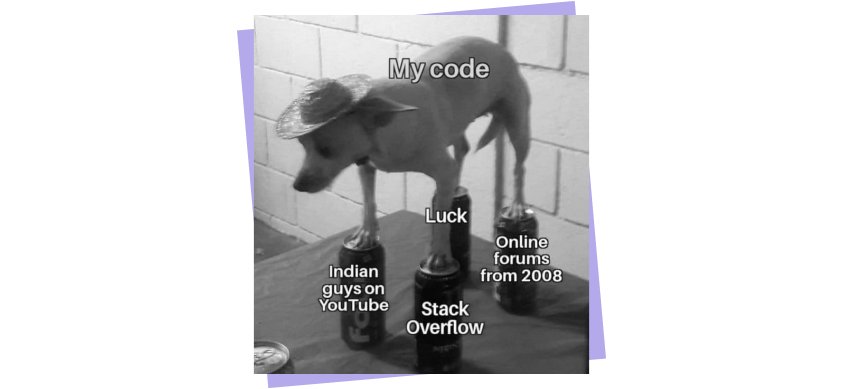 My code
Luck
Online
forums
from 2008
Indian
guys on
YouTube
Stack
Overflow